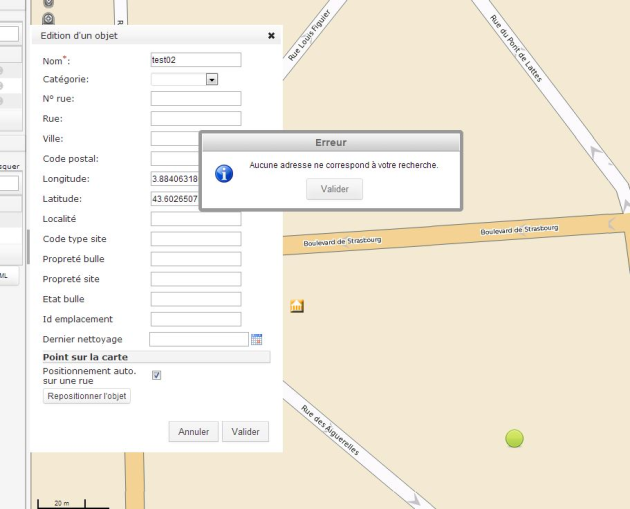 Edition d'un objet
Nom*:
test02
Catégorie:
N° rue:
Rue:
Ville:
Code postal:
Longitude:
3.88406318
Latitude:
43.6026507
Localité
Code type site
Propreté bulle
Propreté site
Etat bulle
Id emplacement
Dernier nettoyage
Point sur la carte
Positionnement auto.
sur une rue
Repositionner l'objet
Annuler
Valider
Erreur
Aucune adresse ne correspond à votre recherche.
Valider
Rue Louis Figuier
Rue du Pont de Lattes
Boulevard de Strasbourg
Boulevard de Strasbourg
Rue des Aiguerelles
20 m
quer
ML